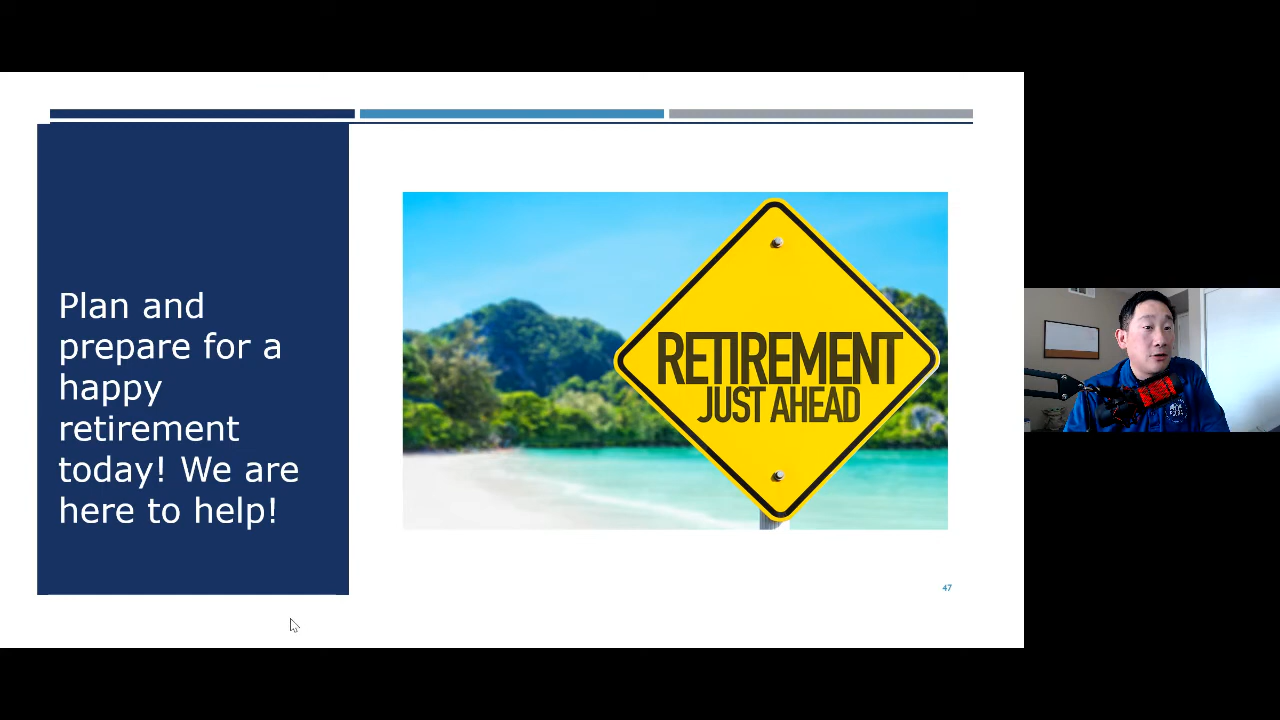 Plan and
prepare for a
happy
retirement
today! We are
here to help!
RETIREMENT
JUST AHEAD
47